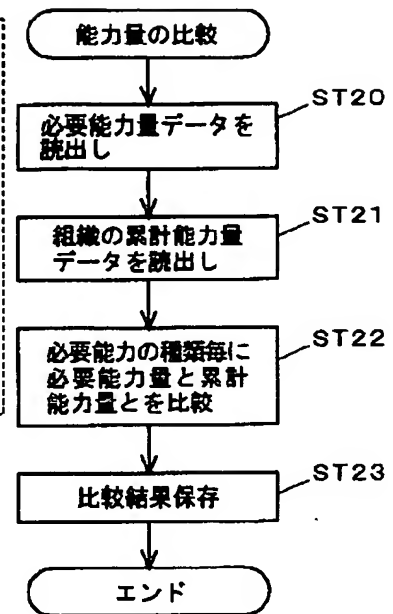 能力量の比較
ST20
必要能力量データを
読出し
ST21
組織の累計能力量
データを読出し
ST22
必要能力の種類毎に
必要能力量と累計
能力量とを比較
ST23
比較結果保存
エンド